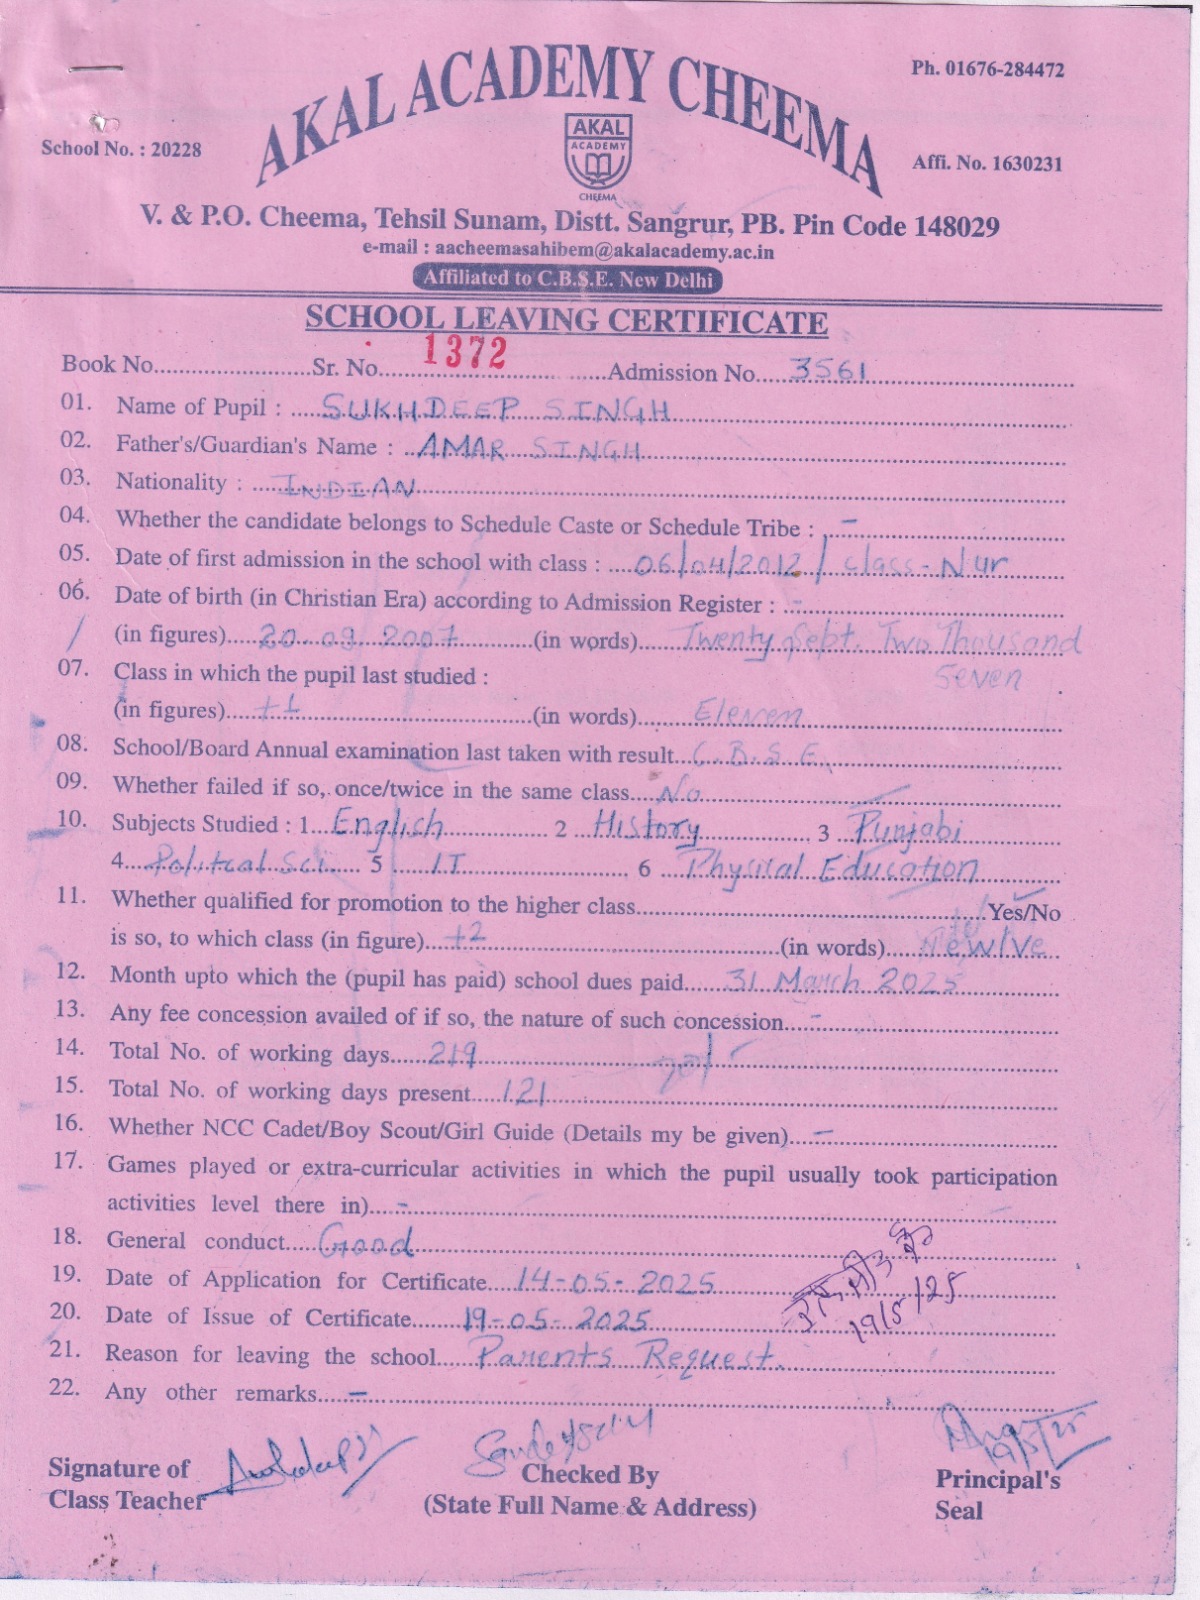 AKAL ACADEMY CHEEMA
Ph. 01676-284472
AKAL
ACADEMY
CHEEMA
School No. : 20228
Affi. No. 1630231
V. & P.O. Cheema, Tehsil Sunam, Distt. Sangrur, PB. Pin Code 148029
e-mail : aacheemasahibem@akalacademy.ac.in
Affiliated to C.B.S.E. New Delhi
SCHOOL LEAVING CERTIFICATE
Book No. Sr. No. 1372 Admission No. 3561
01. Name of Pupil : SUKHDEEP SINGH
02. Father's/Guardian's Name : AMAR SINGH
03. Nationality : INDIAN
04. Whether the candidate belongs to Schedule Caste or Schedule Tribe : -
05. Date of first admission in the school with class : 06/04/2012 / class-Nur
06. Date of birth (in Christian Era) according to Admission Register : -
(in figures) 20.09.2007 (in words) Twenty Sept. Two Thousand
Seven
07. Class in which the pupil last studied :
(in figures) +1 (in words) Eleven
08. School/Board Annual examination last taken with result C.B.S.E.
09. Whether failed if so, once/twice in the same class No
10. Subjects Studied : 1 English 2 History 3 Punjabi
4 Politcal Sci. 5 IT 6 Physical Education
11. Whether qualified for promotion to the higher class Yes/No
is so, to which class (in figure) +2 (in words)
12. Month upto which the (pupil has paid) school dues paid 31 March 2025
13. Any fee concession availed of if so, the nature of such concession -
14. Total No. of working days 219
15. Total No. of working days present 121
16. Whether NCC Cadet/Boy Scout/Girl Guide (Details my be given) -
17. Games played or extra-curricular activities in which the pupil usually took participation
activities level there in) -
18. General conduct Good
19. Date of Application for Certificate 14-05-2025
20. Date of Issue of Certificate 19-05-2025
19/5/25
21. Reason for leaving the school Parents Request.
22. Any other remarks -
19/5/25
Signature of Checked By Principal's
Class Teacher (State Full Name & Address) Seal